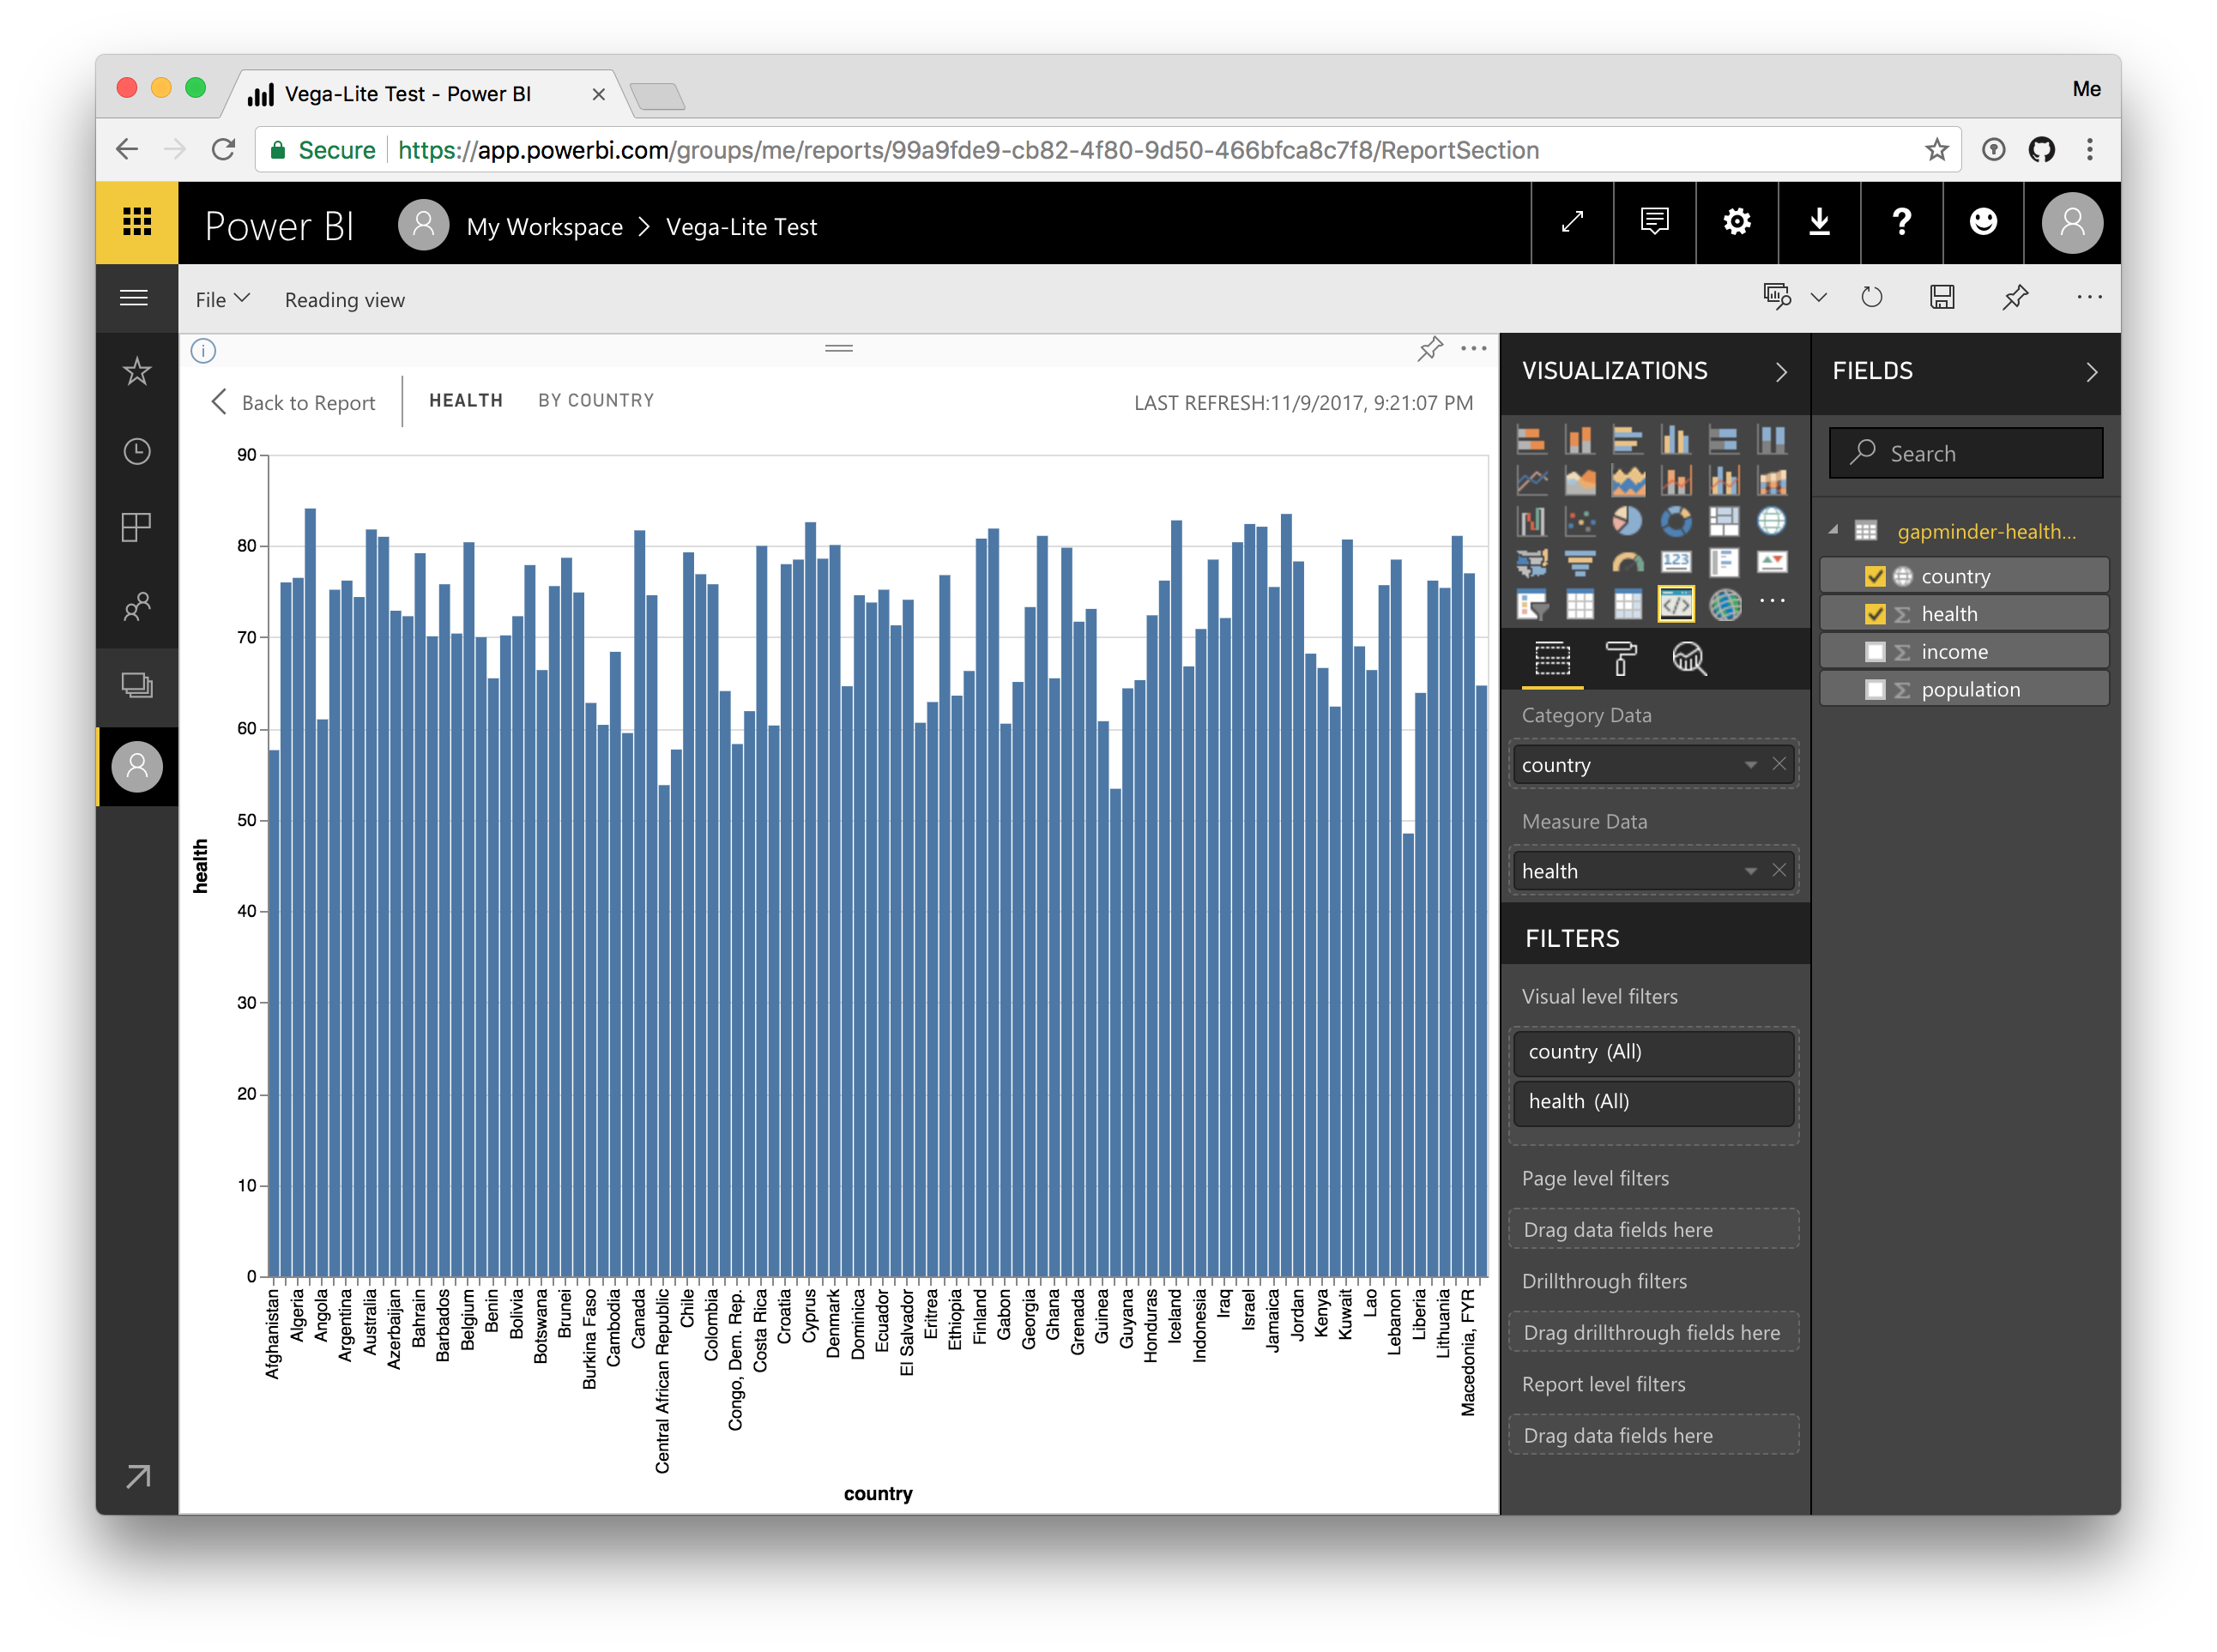 Vega-Lite Test - Power BI
Me
Secure https://app.powerbi.com/groups/me/reports/99a9fde9-cb82-4f80-9d50-466bfca8c7f8/ReportSection
Power BI My Workspace > Vega-Lite Test
File Reading view
Back to Report HEALTH BY COUNTRY LAST REFRESH:11/9/2017, 9:21:07 PM
90
80
70
60
50
40
30
20
10
0
health
Afghanistan
Algeria
Angola
Argentina
Australia
Azerbaijan
Bahrain
Barbados
Belgium
Benin
Bolivia
Botswana
Brunei
Burkina Faso
Cambodia
Canada
Central African Republic
Chile
Colombia
Congo, Dem. Rep.
Costa Rica
Croatia
Cyprus
Denmark
Dominica
Ecuador
El Salvador
Eritrea
Ethiopia
Finland
Gabon
Georgia
Ghana
Grenada
Guinea
Guyana
Honduras
Iceland
Indonesia
Iraq
Israel
Jamaica
Jordan
Kenya
Kuwait
Lao
Lebanon
Liberia
Lithuania
Macedonia, FYR
country
VISUALIZATIONS
123
Category Data
country
Measure Data
health
FILTERS
Visual level filters
country (All)
health (All)
Page level filters
Drag data fields here
Drillthrough filters
Drag drillthrough fields here
Report level filters
Drag data fields here
FIELDS
Search
gapminder-health...
country
health
income
population